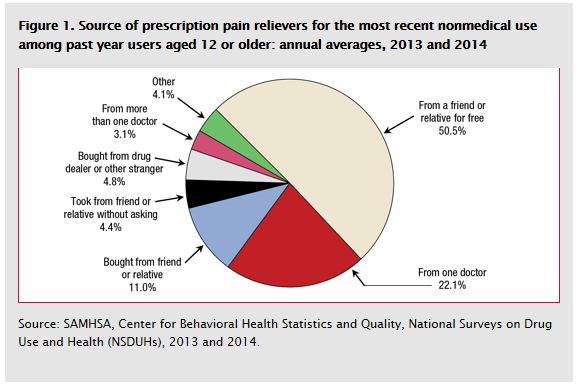 Figure 1. Source of prescription pain relievers for the most recent nonmedical use
among past year users aged 12 or older: annual averages, 2013 and 2014
Other
4.1%
From more
than one doctor
3.1%
Bought from drug
dealer or other stranger
4.8%
Took from friend or
relative without asking
4.4%
Bought from friend
or relative
11.0%
From a friend or
relative for free
50.5%
From one doctor
22.1%
Source: SAMHSA, Center for Behavioral Health Statistics and Quality, National Surveys on Drug
Use and Health (NSDUHs), 2013 and 2014.